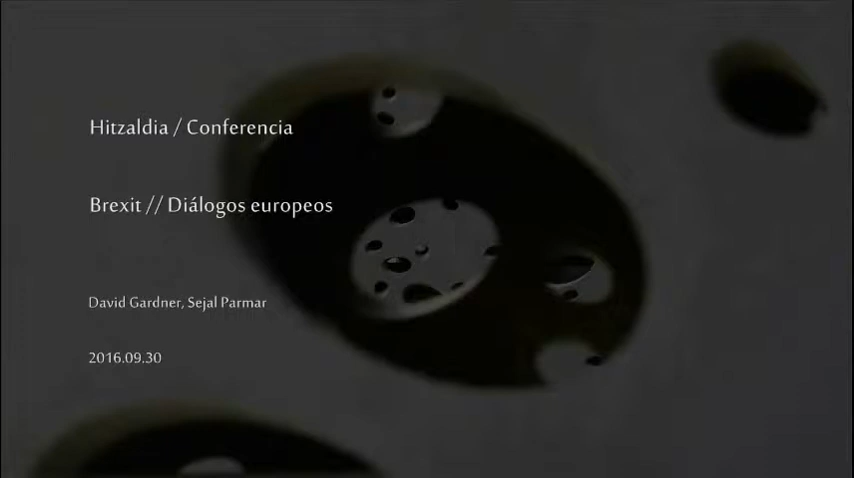 Hitzaldia / Conferencia
Brexit // Diálogos europeos
David Gardner, Sejal Parmar
2016.09.30